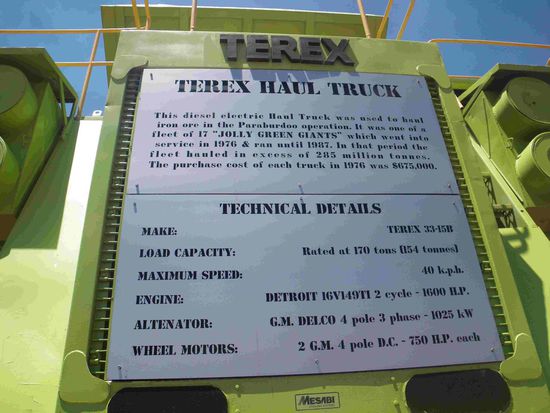 TEREX
TEREX HAUL TRUCK
This diesel electric Haul Truck was used to haul
iron ore in the Paraburdoo operation. It was one of a
fleet of 17 "JOLLY GREEN GIANTS" which went into
service in 1976 & ran until 1987. In that period the
fleet hauled in excess of 285 million tonnes.
The purchase cost of each truck in 1976 was $675,000.
TECHNICAL DETAILS
MAKE: TEREX 33-15B
LOAD CAPACITY: Rated at 170 tons [154 tonnes]
MAXIMUM SPEED: 40 k.p.h.
ENGINE: DETROIT 16V149TI 2 cycle - 1600 H.P.
ALTENATOR: G.M. DELCO 4 pole 3 phase - 1025 kW
WHEEL MOTORS: 2 G.M. 4 pole D.C. - 750 H.P. each
MESABI